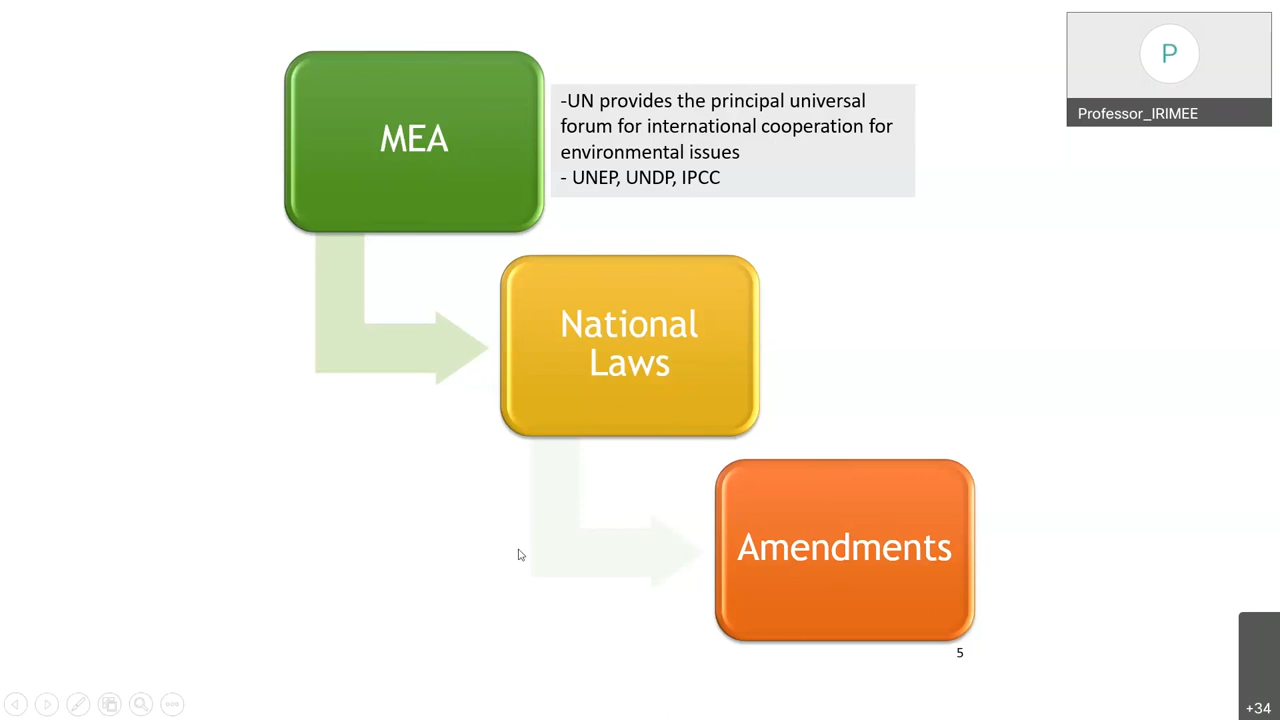 MEA
-UN provides the principal universal
forum for international cooperation for
environmental issues
- UNEP, UNDP, IPCC
P
Professor_IRIMEE
National
Laws
Amendments
5
+34